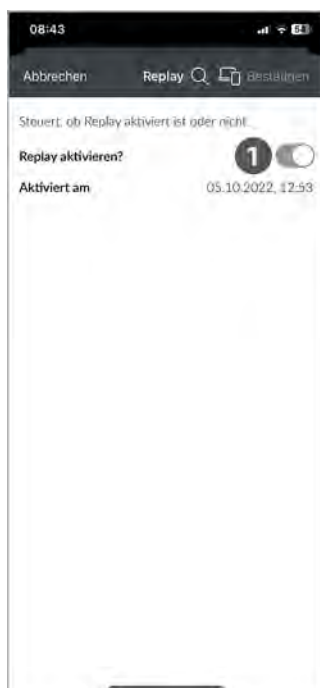 08:43 54
Abbrechen Replay Bestätigen
Steuert, ob Replay aktiviert ist oder nicht.
Replay aktivieren? 1
Aktiviert am 05.10.2022, 12:53